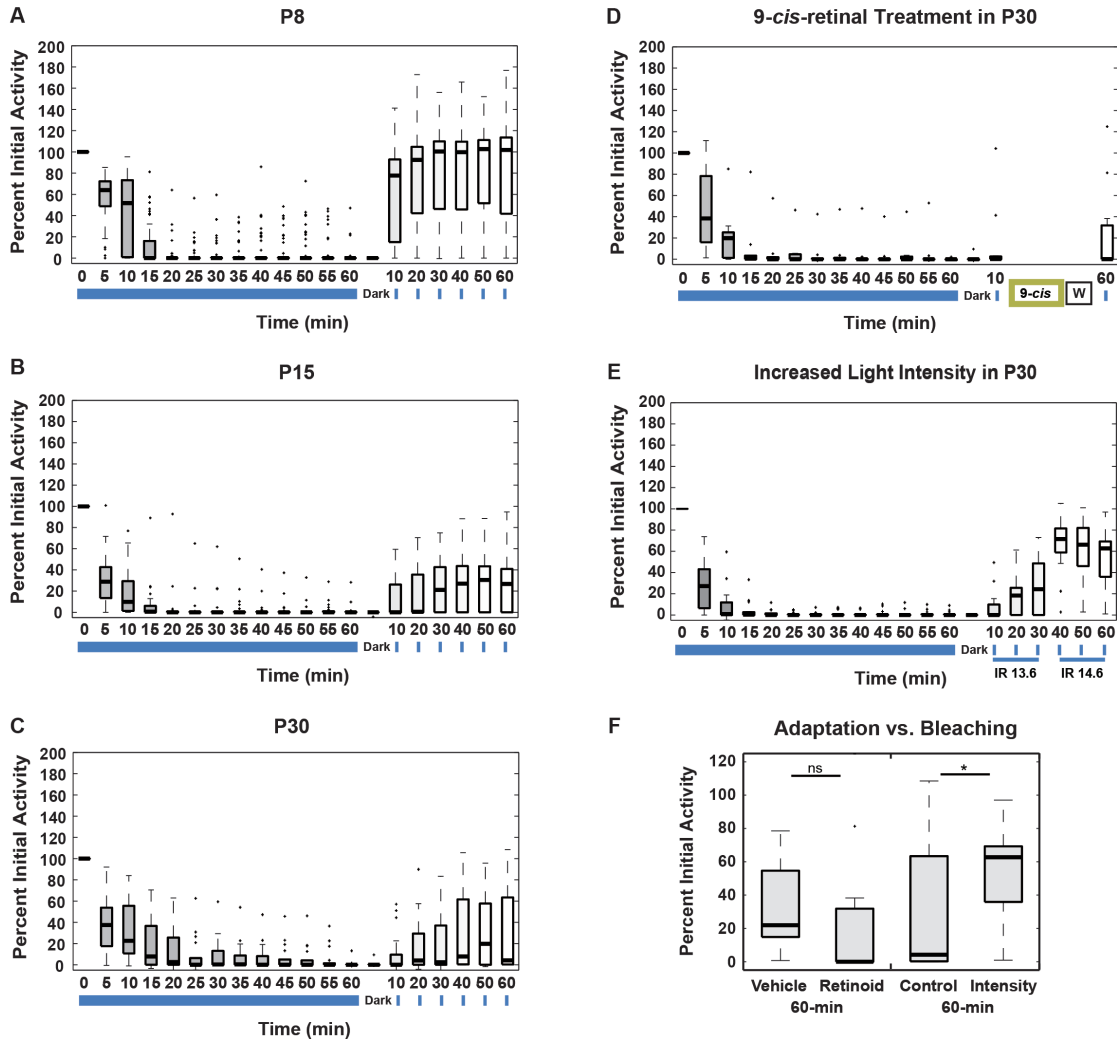 A
P8
Percent Initial Activity
200
180
160
140
120
100
80
60
40
20
0
0 5 10 15 20 25 30 35 40 45 50 55 60 10 20 30 40 50 60
Dark
Time (min)
B
P15
Percent Initial Activity
200
180
160
140
120
100
80
60
40
20
0
0 5 10 15 20 25 30 35 40 45 50 55 60 10 20 30 40 50 60
Dark
Time (min)
C
P30
Percent Initial Activity
200
180
160
140
120
100
80
60
40
20
0
0 5 10 15 20 25 30 35 40 45 50 55 60 10 20 30 40 50 60
Dark
Time (min)
D
9-cis-retinal Treatment in P30
Percent Initial Activity
200
180
160
140
120
100
80
60
40
20
0
0 5 10 15 20 25 30 35 40 45 50 55 60 10 60
Dark 9-cis W
Time (min)
E
Increased Light Intensity in P30
Percent Initial Activity
200
180
160
140
120
100
80
60
40
20
0
0 5 10 15 20 25 30 35 40 45 50 55 60 10 20 30 40 50 60
Dark
IR 13.6 IR 14.6
Time (min)
F
Adaptation vs. Bleaching
Percent Initial Activity
120
100
80
60
40
20
0
ns *
Vehicle Retinoid Control Intensity
60-min 60-min